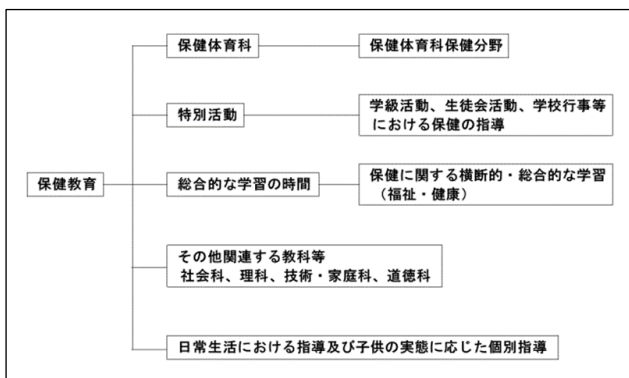 保健体育科
保健体育科保健分野
特別活動
学級活動、生徒会活動、学校行事等
における保健の指導
保健教育
総合的な学習の時間
保健に関する横断的・総合的な学習
（福祉・健康）
その他関連する教科等
社会科、理科、技術・家庭科、道徳科
日常生活における指導及び子供の実態に応じた個別指導